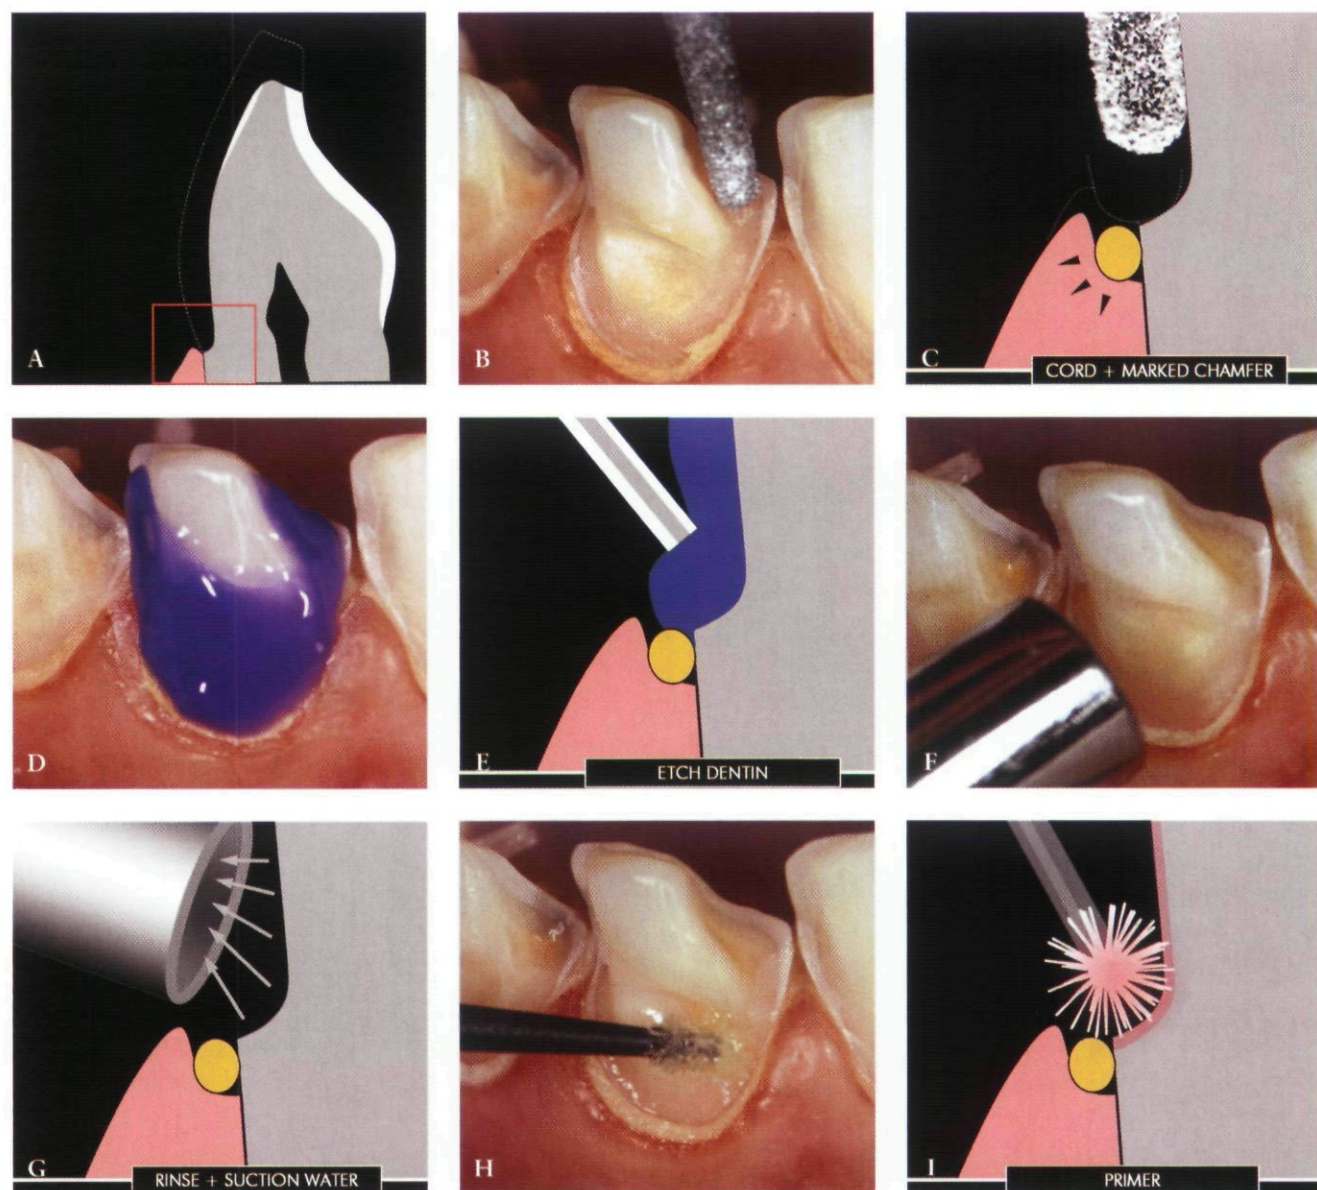 A
B
C
CORD + MARKED CHAMFER
D
E
ETCH DENTIN
F
G
RINSE + SUCTION WATER
H
I
PRIMER